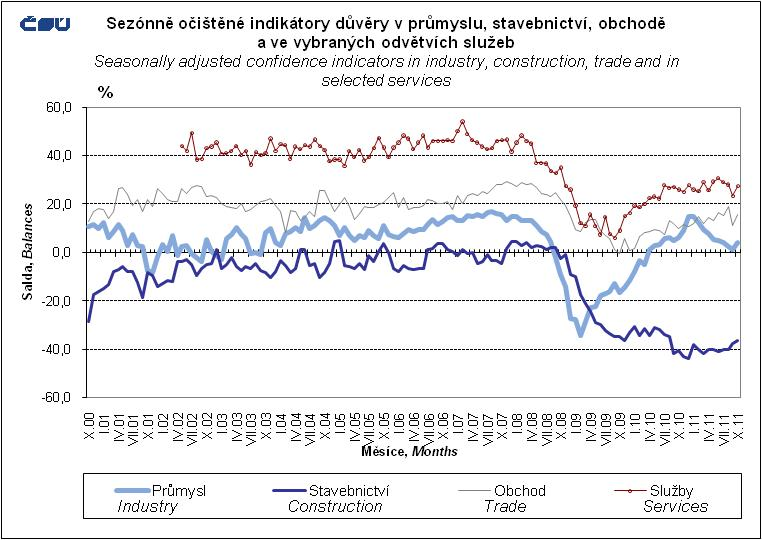 ČSÚ
Sezónně očištěné indikátory důvěry v průmyslu, stavebnictví, obchodě
a ve vybraných odvětvích služeb
Seasonally adjusted confidence indicators in industry, construction, trade and in
selected services
%
60,0
40,0
20,0
0,0
-20,0
-40,0
-60,0
Salda, Balances
X.00
I.01
IV.01
VII.01
X.01
I.02
IV.02
VII.02
X.02
I.03
IV.03
VII.03
X.03
I.04
IV.04
VII.04
X.04
I.05
IV.05
VII.05
X.05
I.06
IV.06
VII.06
X.06
I.07
IV.07
VII.07
X.07
I.08
IV.08
VII.08
X.08
I.09
IV.09
VII.09
X.09
I.10
IV.10
VII.10
X.10
I.11
IV.11
VII.11
X.11
Měsíce, Months
Průmysl Stavebnictví Obchod Služby
Industry Construction Trade Services